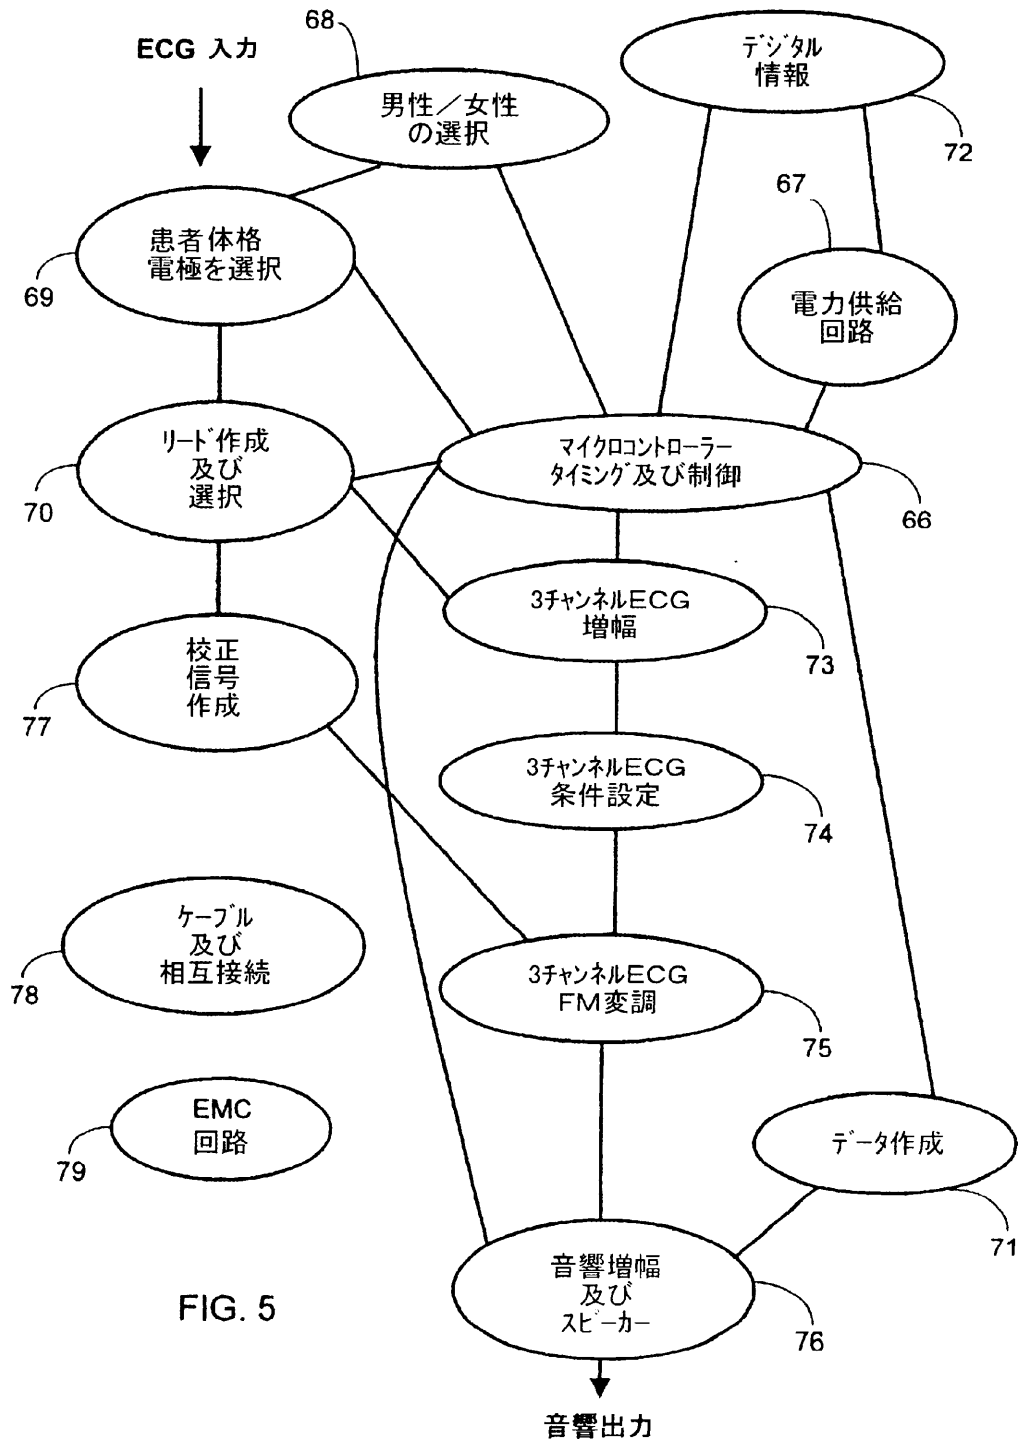 68
ECG 入力
デジタル
情報
男性／女性
の選択
72
67
患者体格
電極を選択
69
電力供給
回路
リード作成
及び
選択
70
マイクロコントローラー
タイミング及び制御
66
3チャンネルECG
増幅
73
校正
信号
作成
77
3チャンネルECG
条件設定
74
ケーブル
及び
相互接続
78
3チャンネルECG
FM変調
75
EMC
回路
79
データ作成
71
音響増幅
及び
スピーカー
76
FIG. 5
音響出力